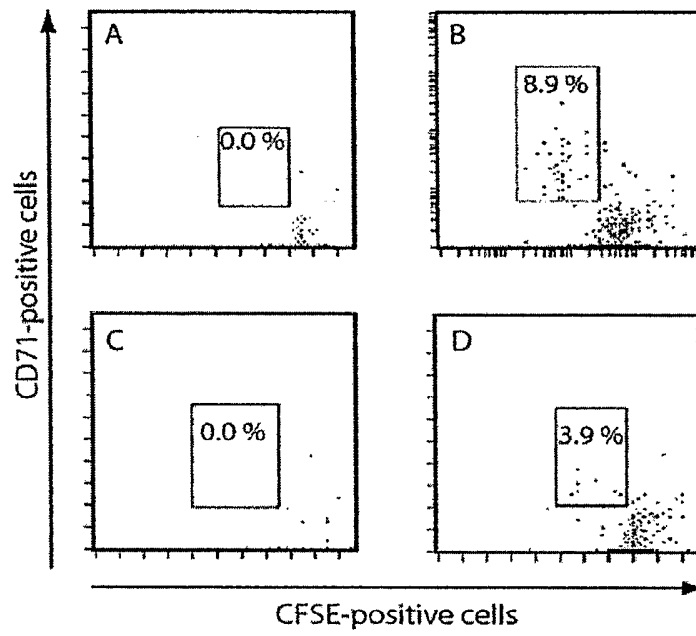 A
0.0 %
B
8.9 %
C
0.0 %
D
3.9 %
CD71-positive cells
CFSE-positive cells